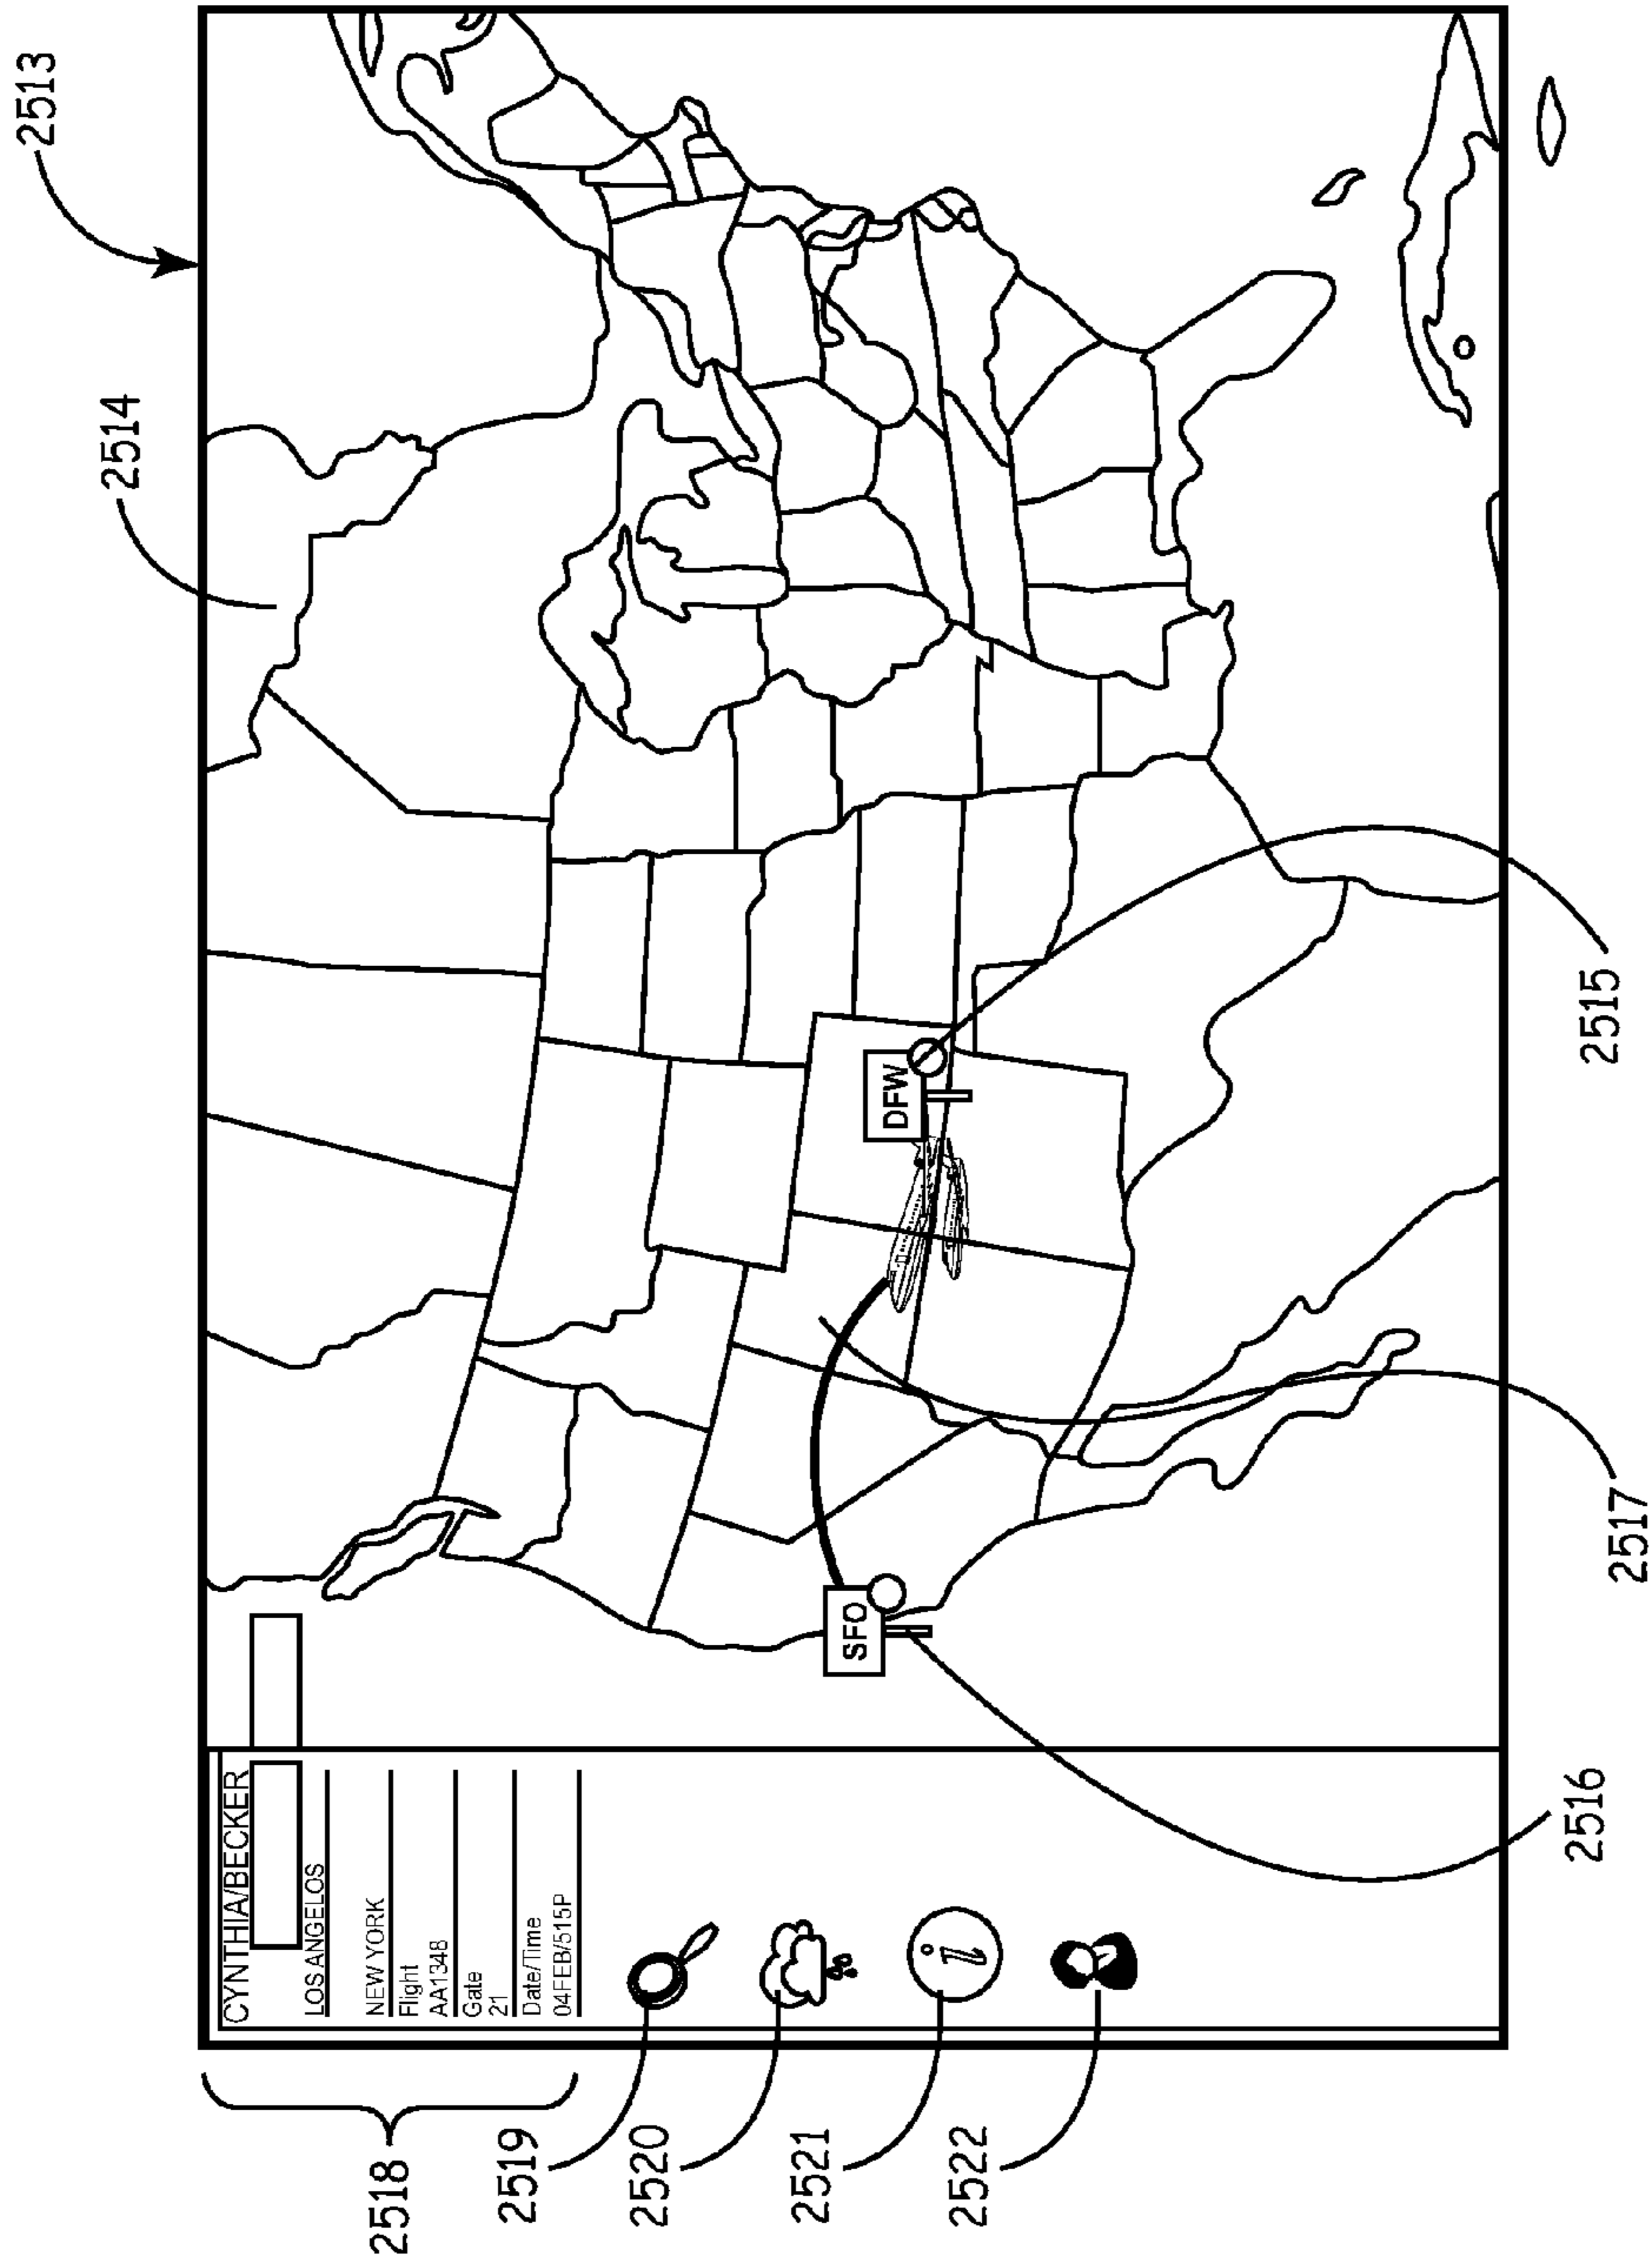 2513
2514
CYNTHIA/BECKER
LOS ANGELOS
NEW YORK
Flight
AA1348
Gate
21
Date/Time
04FEB/515P
2518
2519
2520
2521
i
2522
SFO
DFW
2516
2517
2515